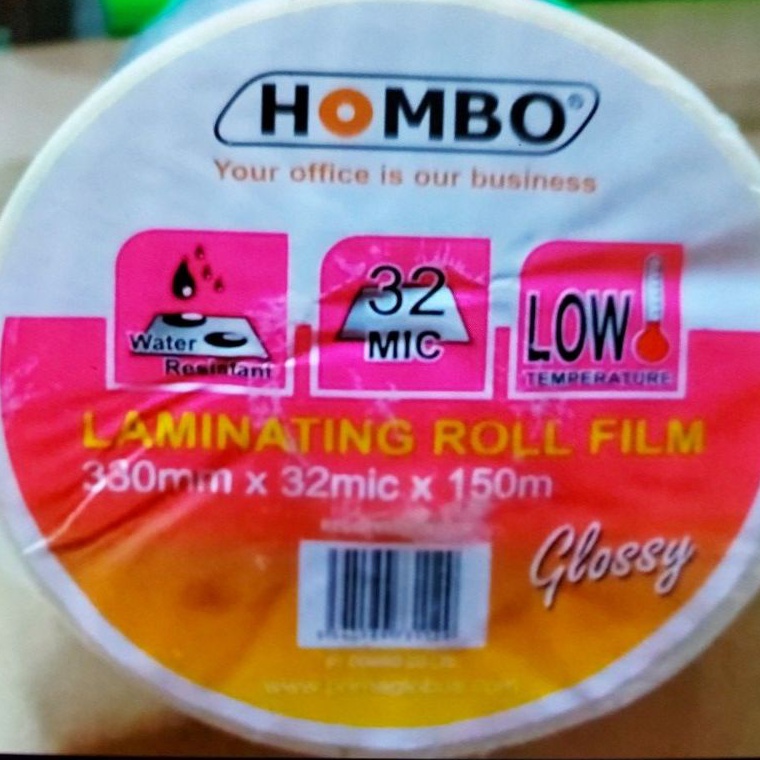 HOMBO®
Your office is our business
Water
Resistant
32
MIC
LOW
TEMPERATURE
LAMINATING ROLL FILM
330mm x 32mic x 150m
Glossy